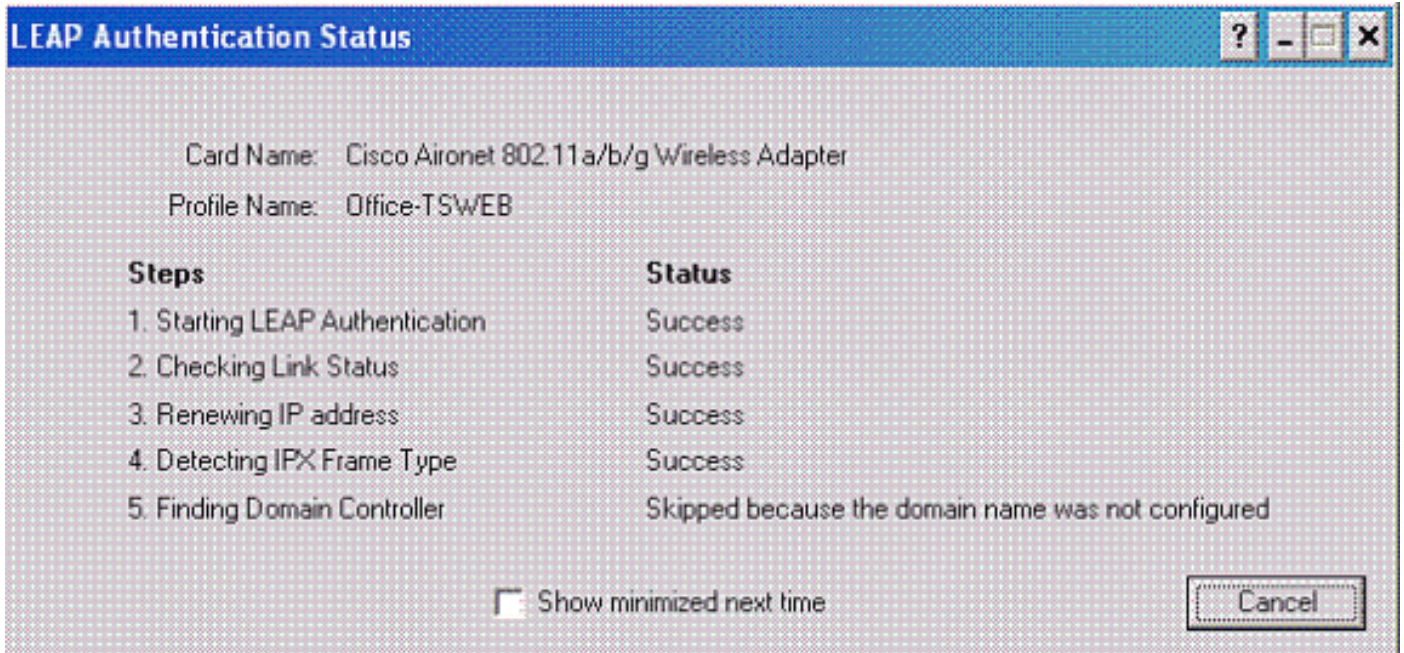 LEAP Authentication Status
Card Name: Cisco Aironet 802.11a/b/g Wireless Adapter
Profile Name: Office-TSWEB
Steps Status
1. Starting LEAP Authentication Success
2. Checking Link Status Success
3. Renewing IP address Success
4. Detecting IPX Frame Type Success
5. Finding Domain Controller Skipped because the domain name was not configured
Show minimized next time
Cancel